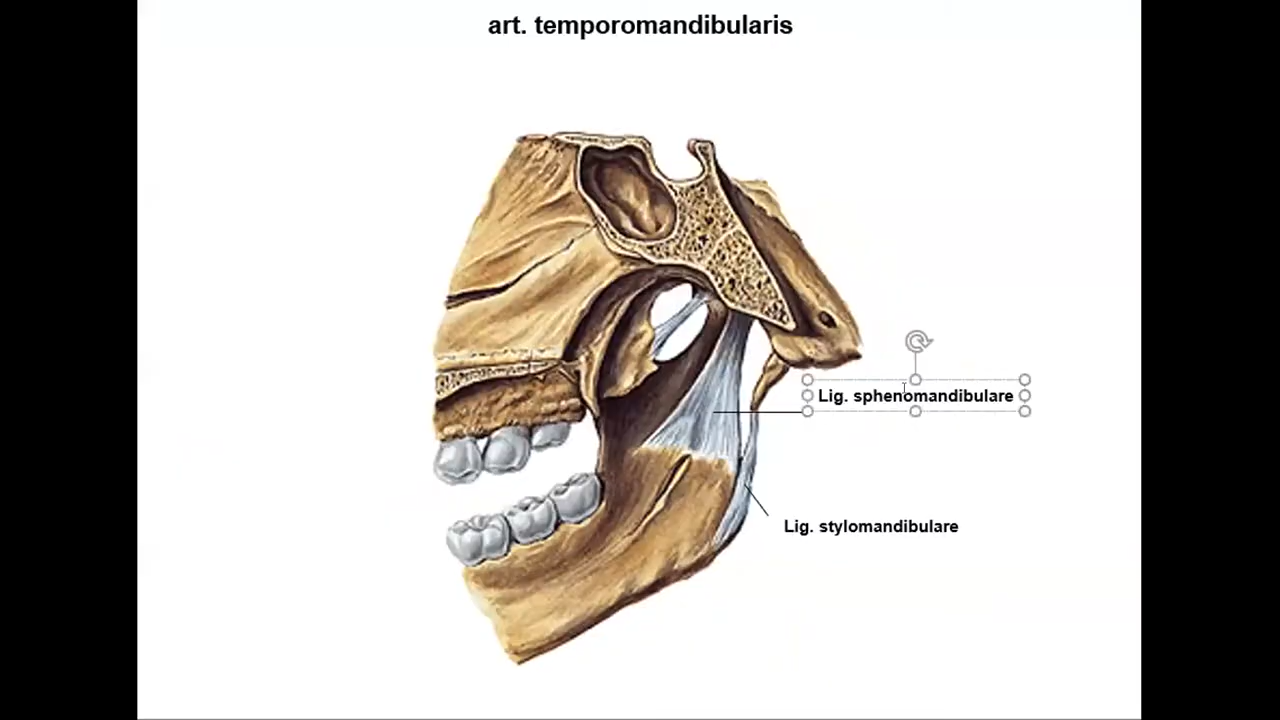 art. temporomandibularis
Lig. sphenomandibulare
Lig. stylomandibulare